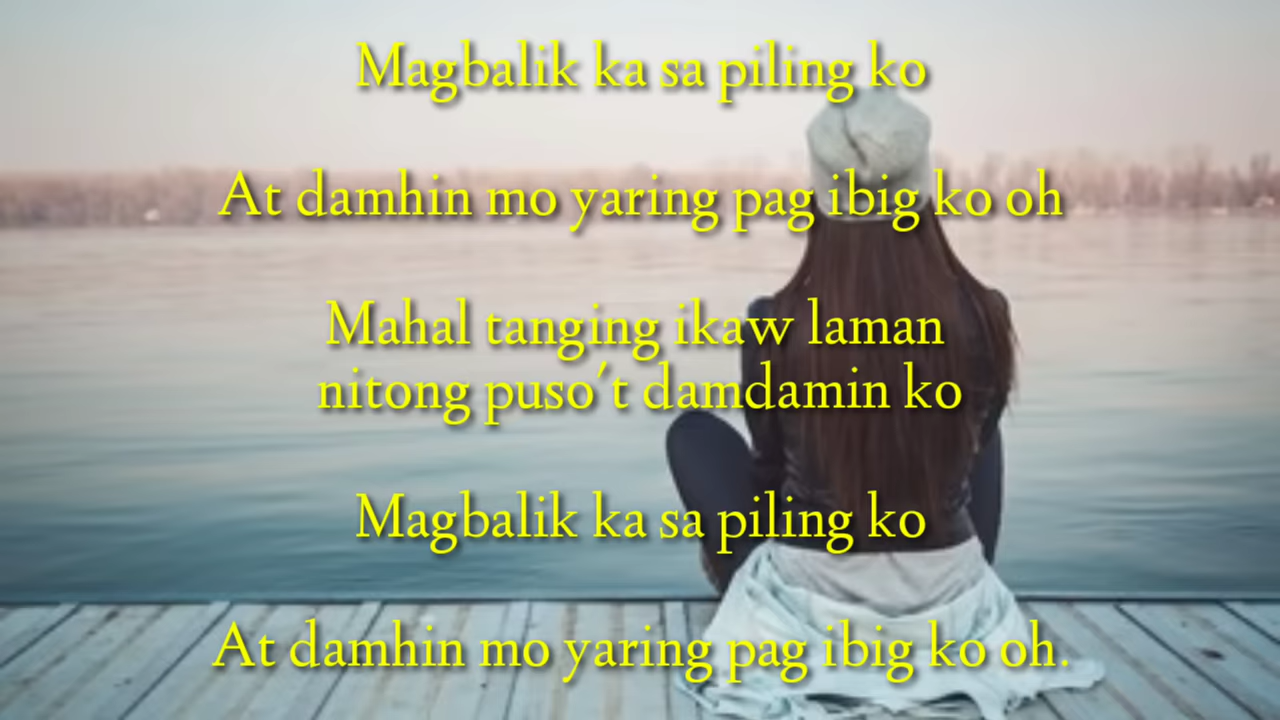 Magbalik ka sa piling ko
At damhin mo yaring pag ibig ko oh
Mahal tanging ikaw laman
nitong puso´t damdamin ko
Magbalik ka sa piling ko
At damhin mo yaring pag ibig ko oh.